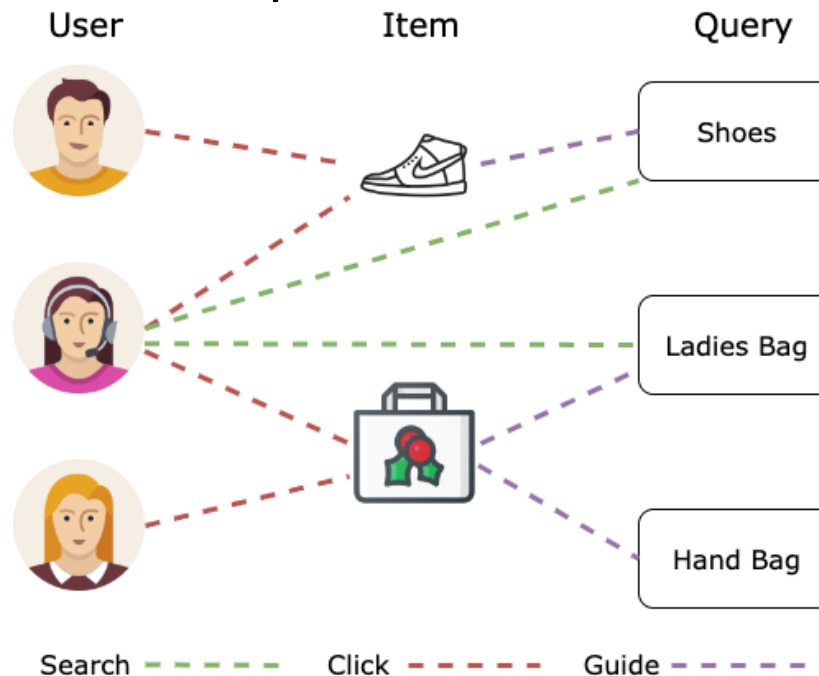 User Item Query
Shoes
Ladies Bag
Hand Bag
Search Click Guide